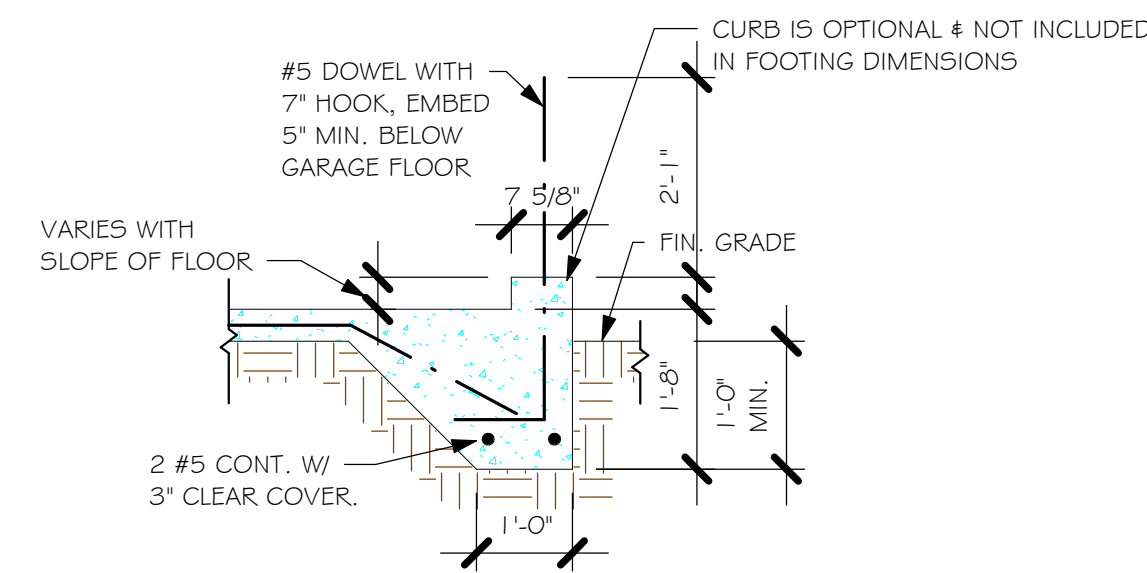 CURB IS OPTIONAL & NOT INCLUDED
IN FOOTING DIMENSIONS
#5 DOWEL WITH
7" HOOK, EMBED
5" MIN. BELOW
GARAGE FLOOR
2'-1"
7 5/8"
VARIES WITH
SLOPE OF FLOOR
FIN. GRADE
1'-8"
1'-0"
MIN.
2 #5 CONT. W/
3" CLEAR COVER.
1'-0"